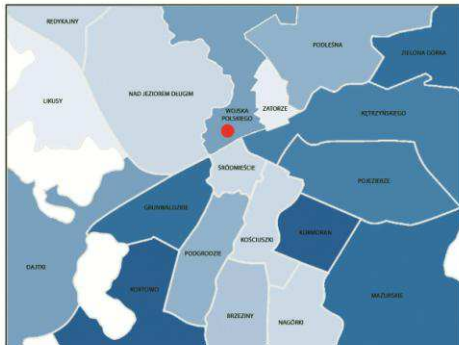 REDYKAJNY
PODLEŚNA
ZIELONA GÓRKA
LIKUSY
NAD JEZIOREM DŁUGIM
ZATORZE
WOJSKA
POLSKIEGO
KĘTRZYŃSKIEGO
ŚRÓDMIEŚCIE
POJEZIERZE
GRUNWALDZKIE
KOŚCIUSZKI
KORMORAN
PODGRODZIE
DAJTKI
KORTOWO
MAZURSKIE
BRZEZINY
NAGÓRKI